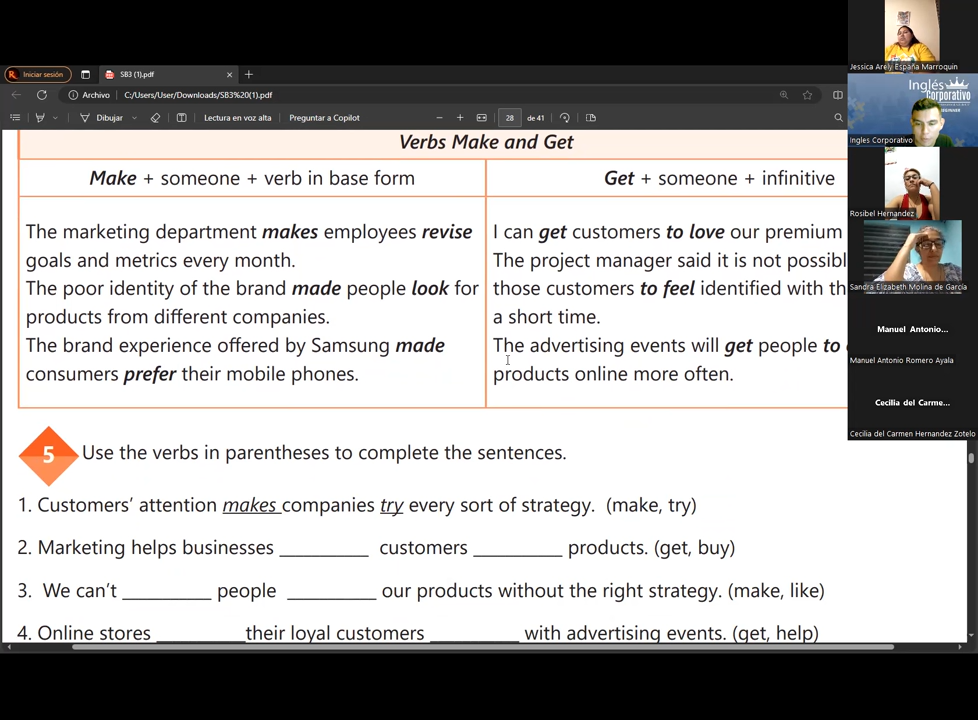 Iniciar sesión
SB3 (1).pdf
Archivo C:/Users/User/Downloads/SB3%20(1).pdf
Dibujar
Lectura en voz alta
Preguntar a Copilot
28 de 41
Verbs Make and Get
Make + someone + verb in base form
The marketing department makes employees revise
goals and metrics every month.
The poor identity of the brand made people look for
products from different companies.
The brand experience offered by Samsung made
consumers prefer their mobile phones.
Get + someone + infinitive
I can get customers to love our premium
The project manager said it is not possibl
those customers to feel identified with th
a short time.
The advertising events will get people to
products online more often.
5 Use the verbs in parentheses to complete the sentences.
1. Customers’ attention makes companies try every sort of strategy. (make, try)
2. Marketing helps businesses _________ customers _________ products. (get, buy)
3. We can’t _________ people _________ our products without the right strategy. (make, like)
4. Online stores _________their loyal customers _________ with advertising events. (get, help)
Jessica Arely España Marroquin
Inglés
Corporativo
Ingles Corporativo
Rosibel Hernandez
Sandra Elizabeth Molina de García
Manuel Antonio...
Manuel Antonio Romero Ayala
Cecilia del Carme...
Cecilia del Carmen Hernandez Zotelo